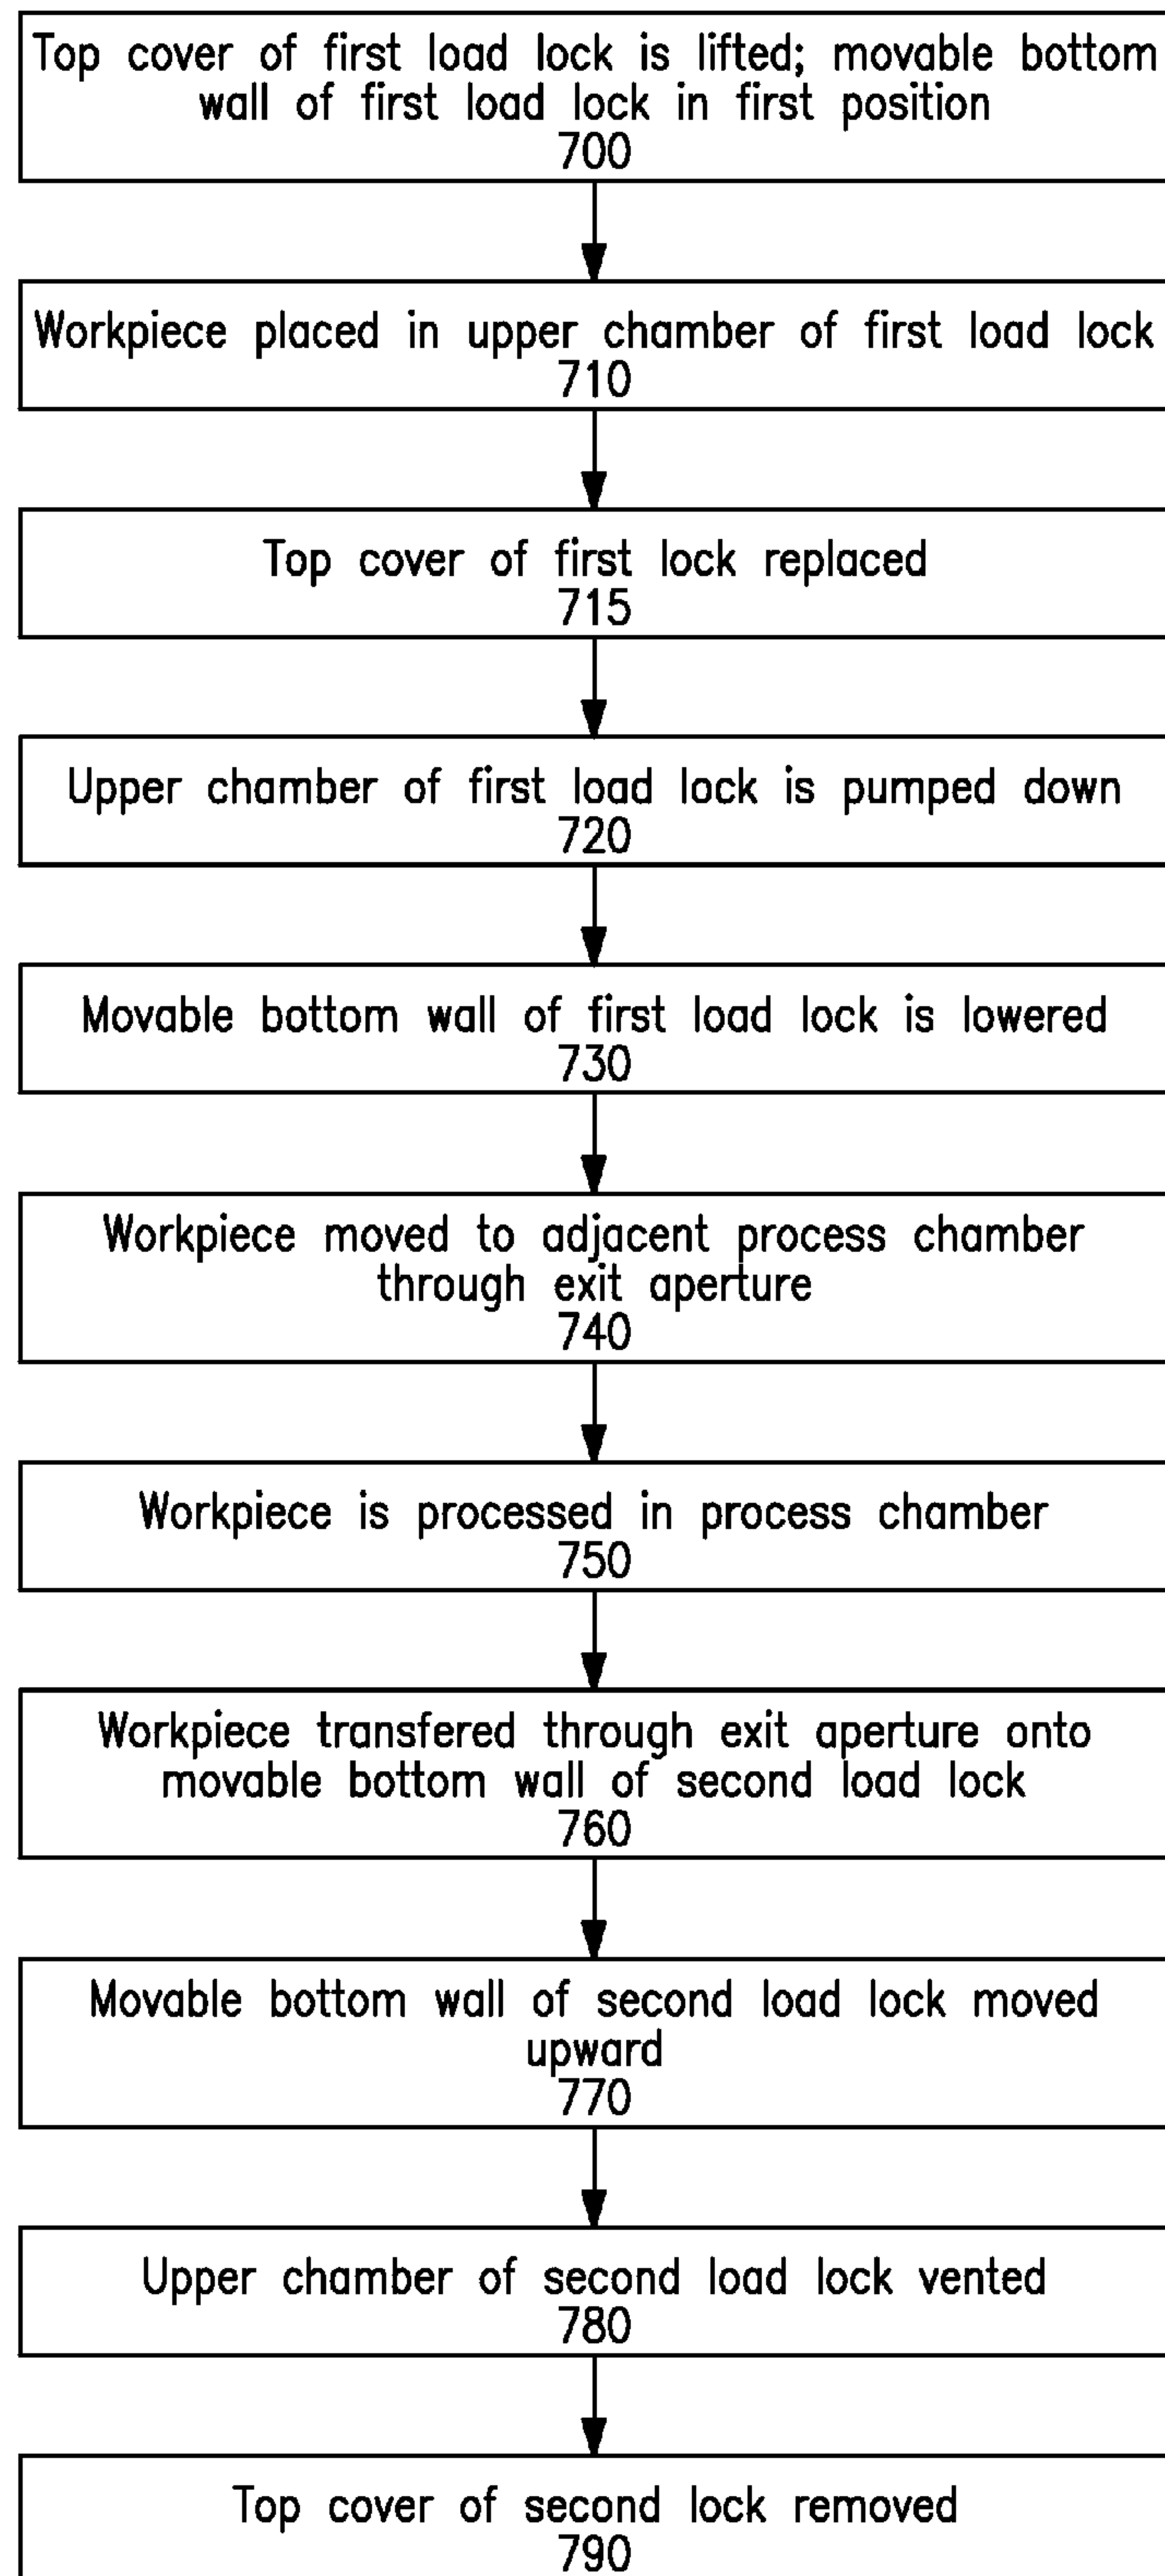 Top cover of first load lock is lifted; movable bottom
wall of first load lock in first position
700
Workpiece placed in upper chamber of first load lock
710
Top cover of first lock replaced
715
Upper chamber of first load lock is pumped down
720
Movable bottom wall of first load lock is lowered
730
Workpiece moved to adjacent process chamber
through exit aperture
740
Workpiece is processed in process chamber
750
Workpiece transfered through exit aperture onto
movable bottom wall of second load lock
760
Movable bottom wall of second load lock moved
upward
770
Upper chamber of second load lock vented
780
Top cover of second lock removed
790